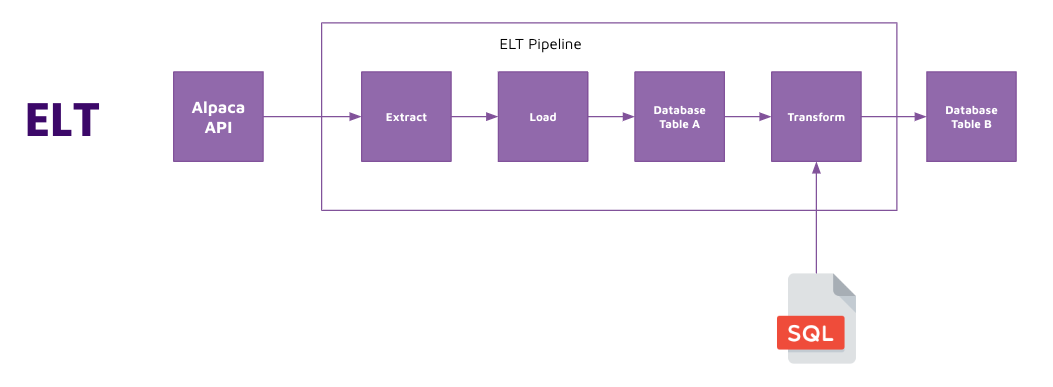 ELT Pipeline
ELT
Alpaca
API
Extract
Load
Database
Table A
Transform
Database
Table B
SQL